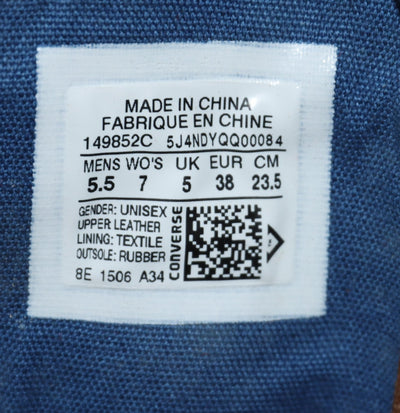 MADE IN CHINA
FABRIQUE EN CHINE
149852C 5J4NDYQQ00084
MENS WO'S UK EUR CM
5.5 7 5 38 23.5
GENDER: UNISEX
UPPER: LEATHER
LINING: TEXTILE
OUTSOLE: RUBBER
8E 1506 A34
CONVERSE